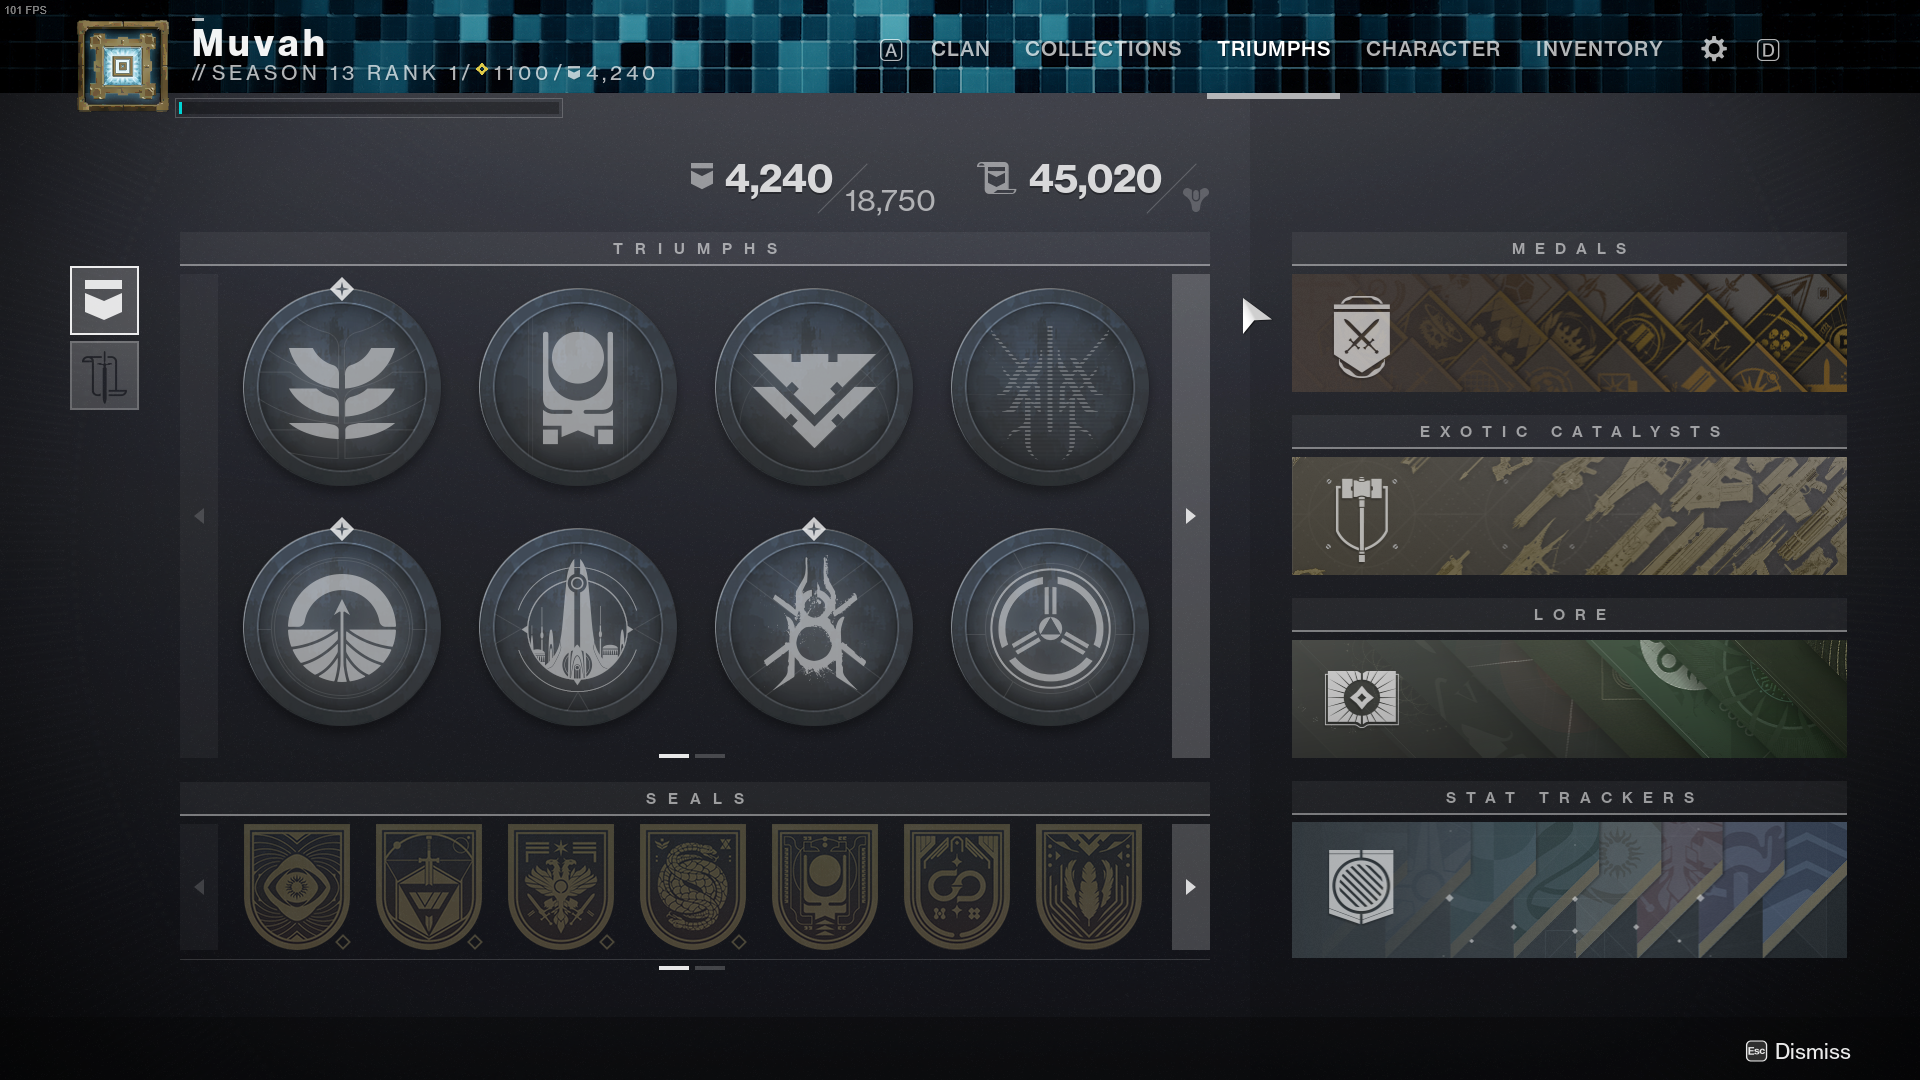 101 FPS
Muvah
// SEASON 13 RANK 1/1100/4,240
A CLAN COLLECTIONS TRIUMPHS CHARACTER INVENTORY D
4,240/18,750 45,020/
TRIUMPHS
SEALS
MEDALS
EXOTIC CATALYSTS
LORE
STAT TRACKERS
Esc Dismiss